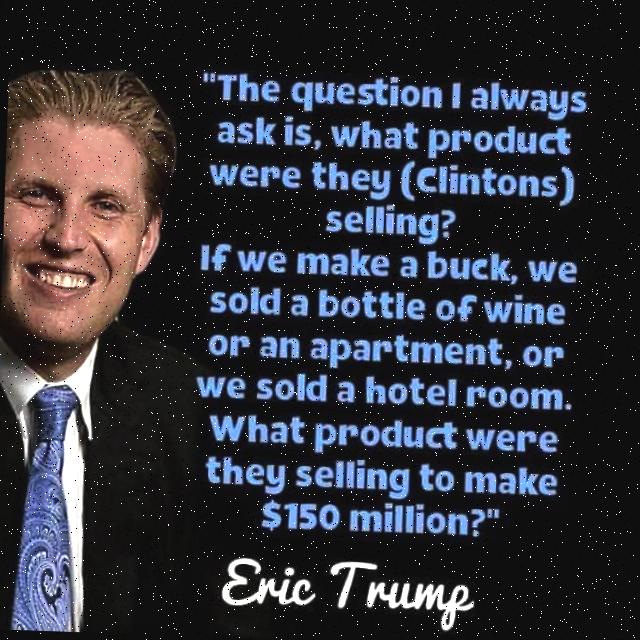 "The question I always
ask is, what product
were they (Clintons)
selling?
If we make a buck, we
sold a bottle of wine
or an apartment, or
we sold a hotel room.
What product were
they selling to make
$150 million?"
Eric Trump